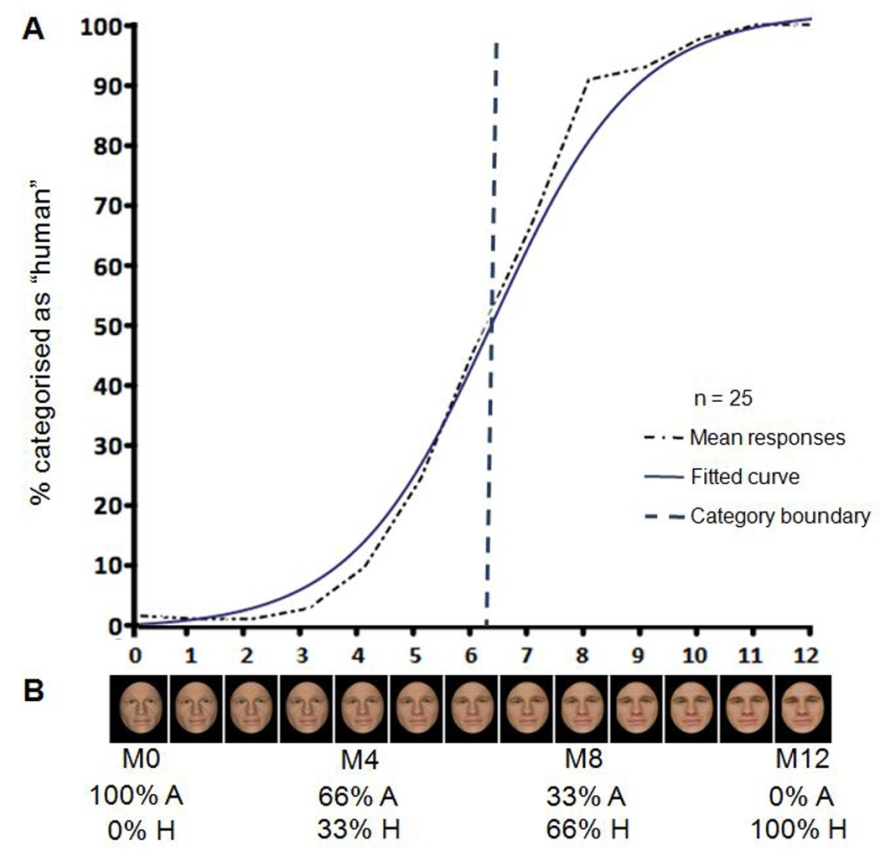 A
100
90
80
70
60
50
40
30
20
10
0
% categorised as “human”
n = 25
Mean responses
Fitted curve
Category boundary
0 1 2 3 4 5 6 7 8 9 10 11 12
B
M0 M4 M8 M12
100% A 66% A 33% A 0% A
0% H 33% H 66% H 100% H